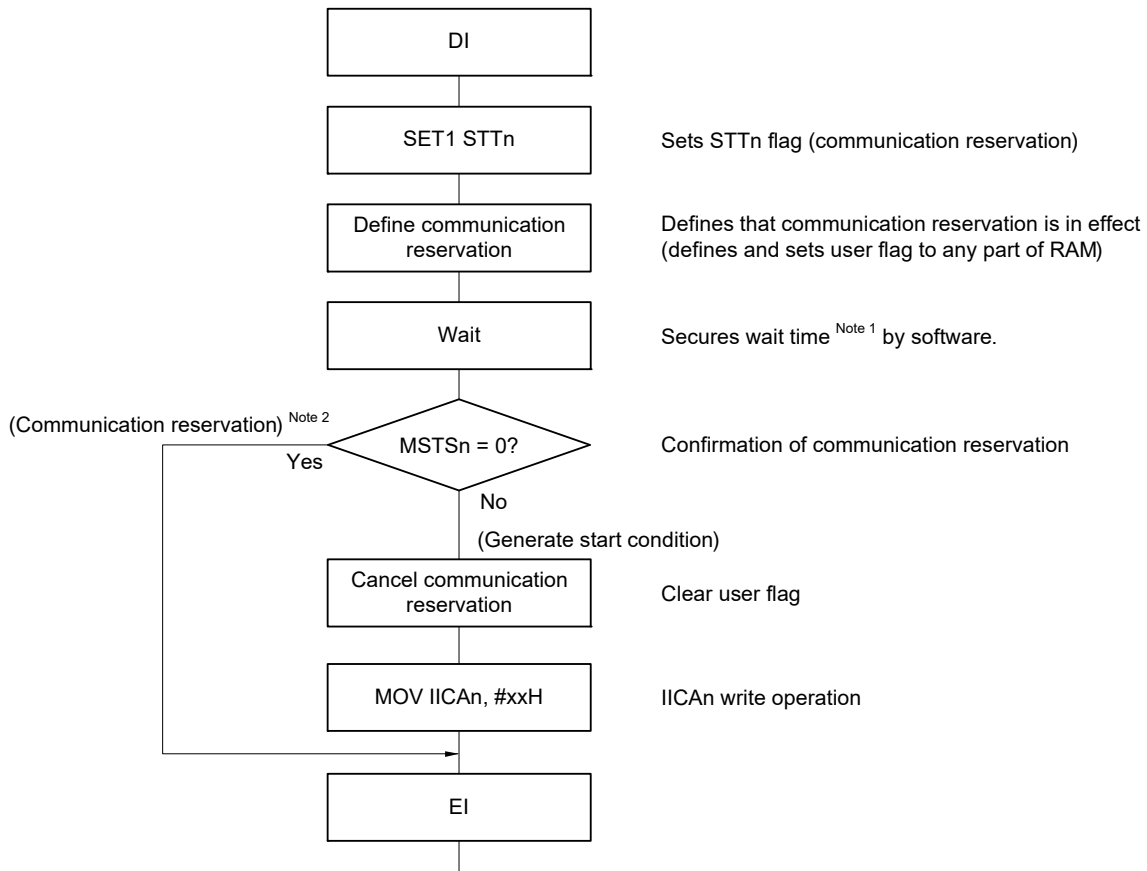 DI
SET1 STTn
Sets STTn flag (communication reservation)
Define communication
reservation
Defines that communication reservation is in effect
(defines and sets user flag to any part of RAM)
Wait
Secures wait time Note 1 by software.
(Communication reservation) Note 2
MSTSn = 0?
Confirmation of communication reservation
Yes
No
(Generate start condition)
Cancel communication
reservation
Clear user flag
MOV IICAn, #xxH
IICAn write operation
EI